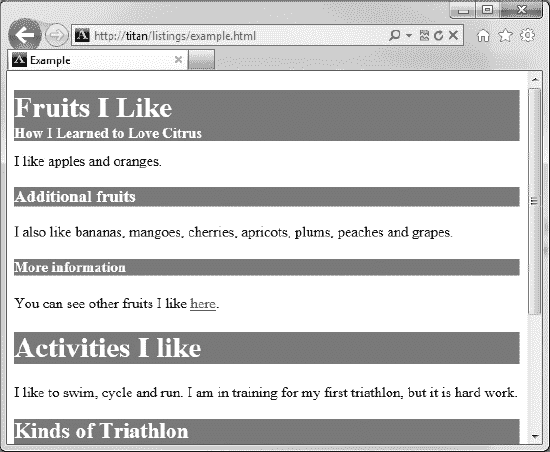 http://titan/listings/example.html
Example
Fruits I Like
How I Learned to Love Citrus
I like apples and oranges.
Additional fruits
I also like bananas, mangoes, cherries, apricots, plums, peaches and grapes.
More information
You can see other fruits I like here.
Activities I like
I like to swim, cycle and run. I am in training for my first triathlon, but it is hard work.
Kinds of Triathlon